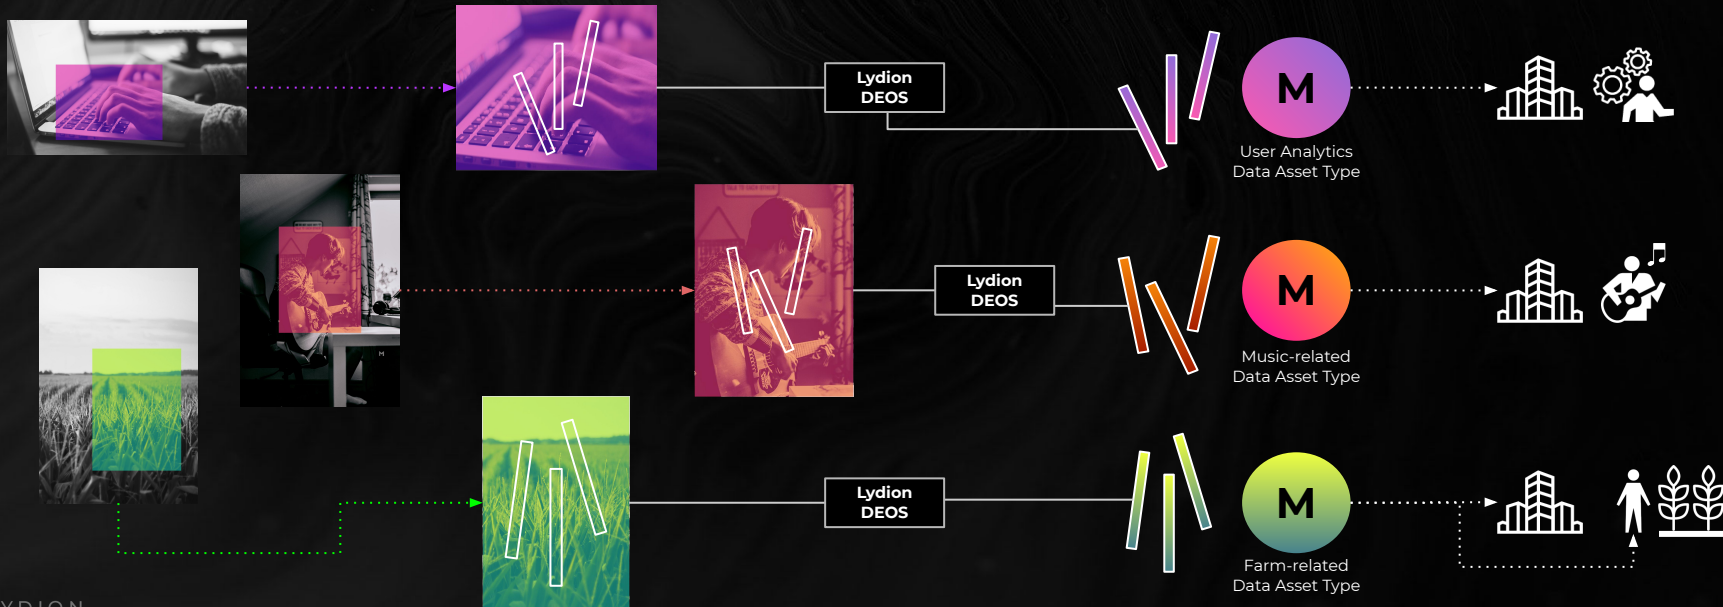 Lydion
DEOS
M
User Analytics
Data Asset Type
Lydion
DEOS
M
Music-related
Data Asset Type
Lydion
DEOS
M
Farm-related
Data Asset Type
YDION